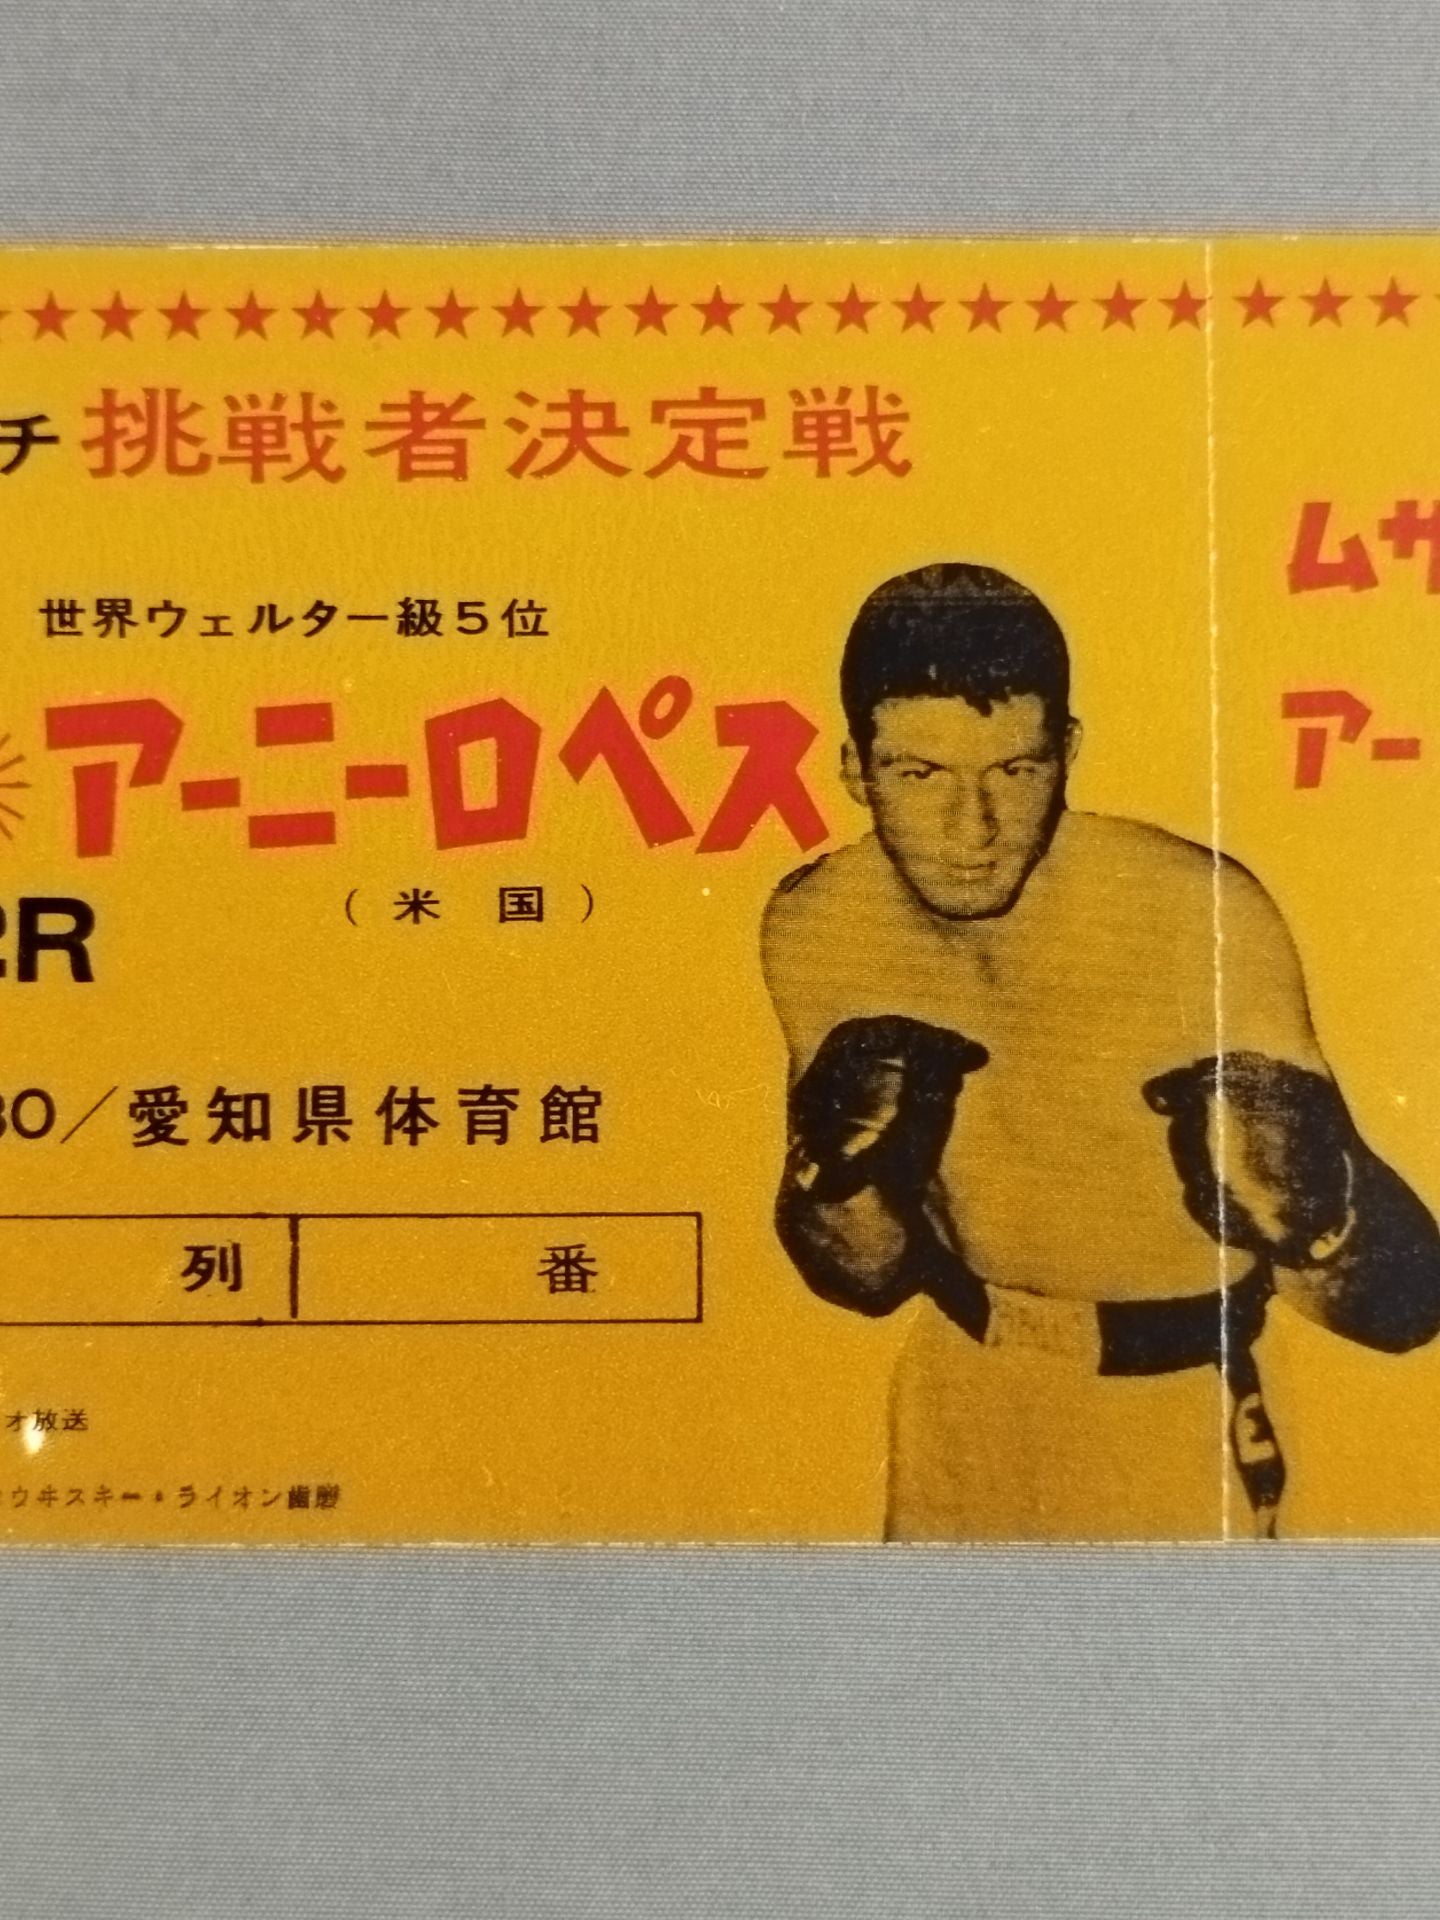 チ 挑戦者決定戦
世界ウェルター級5位
アーニーロペス
(米国)
2R
30/愛知県体育館
列 番
オ放送
ウヰスキー・ライオン歯磨
ムサ
アー
E